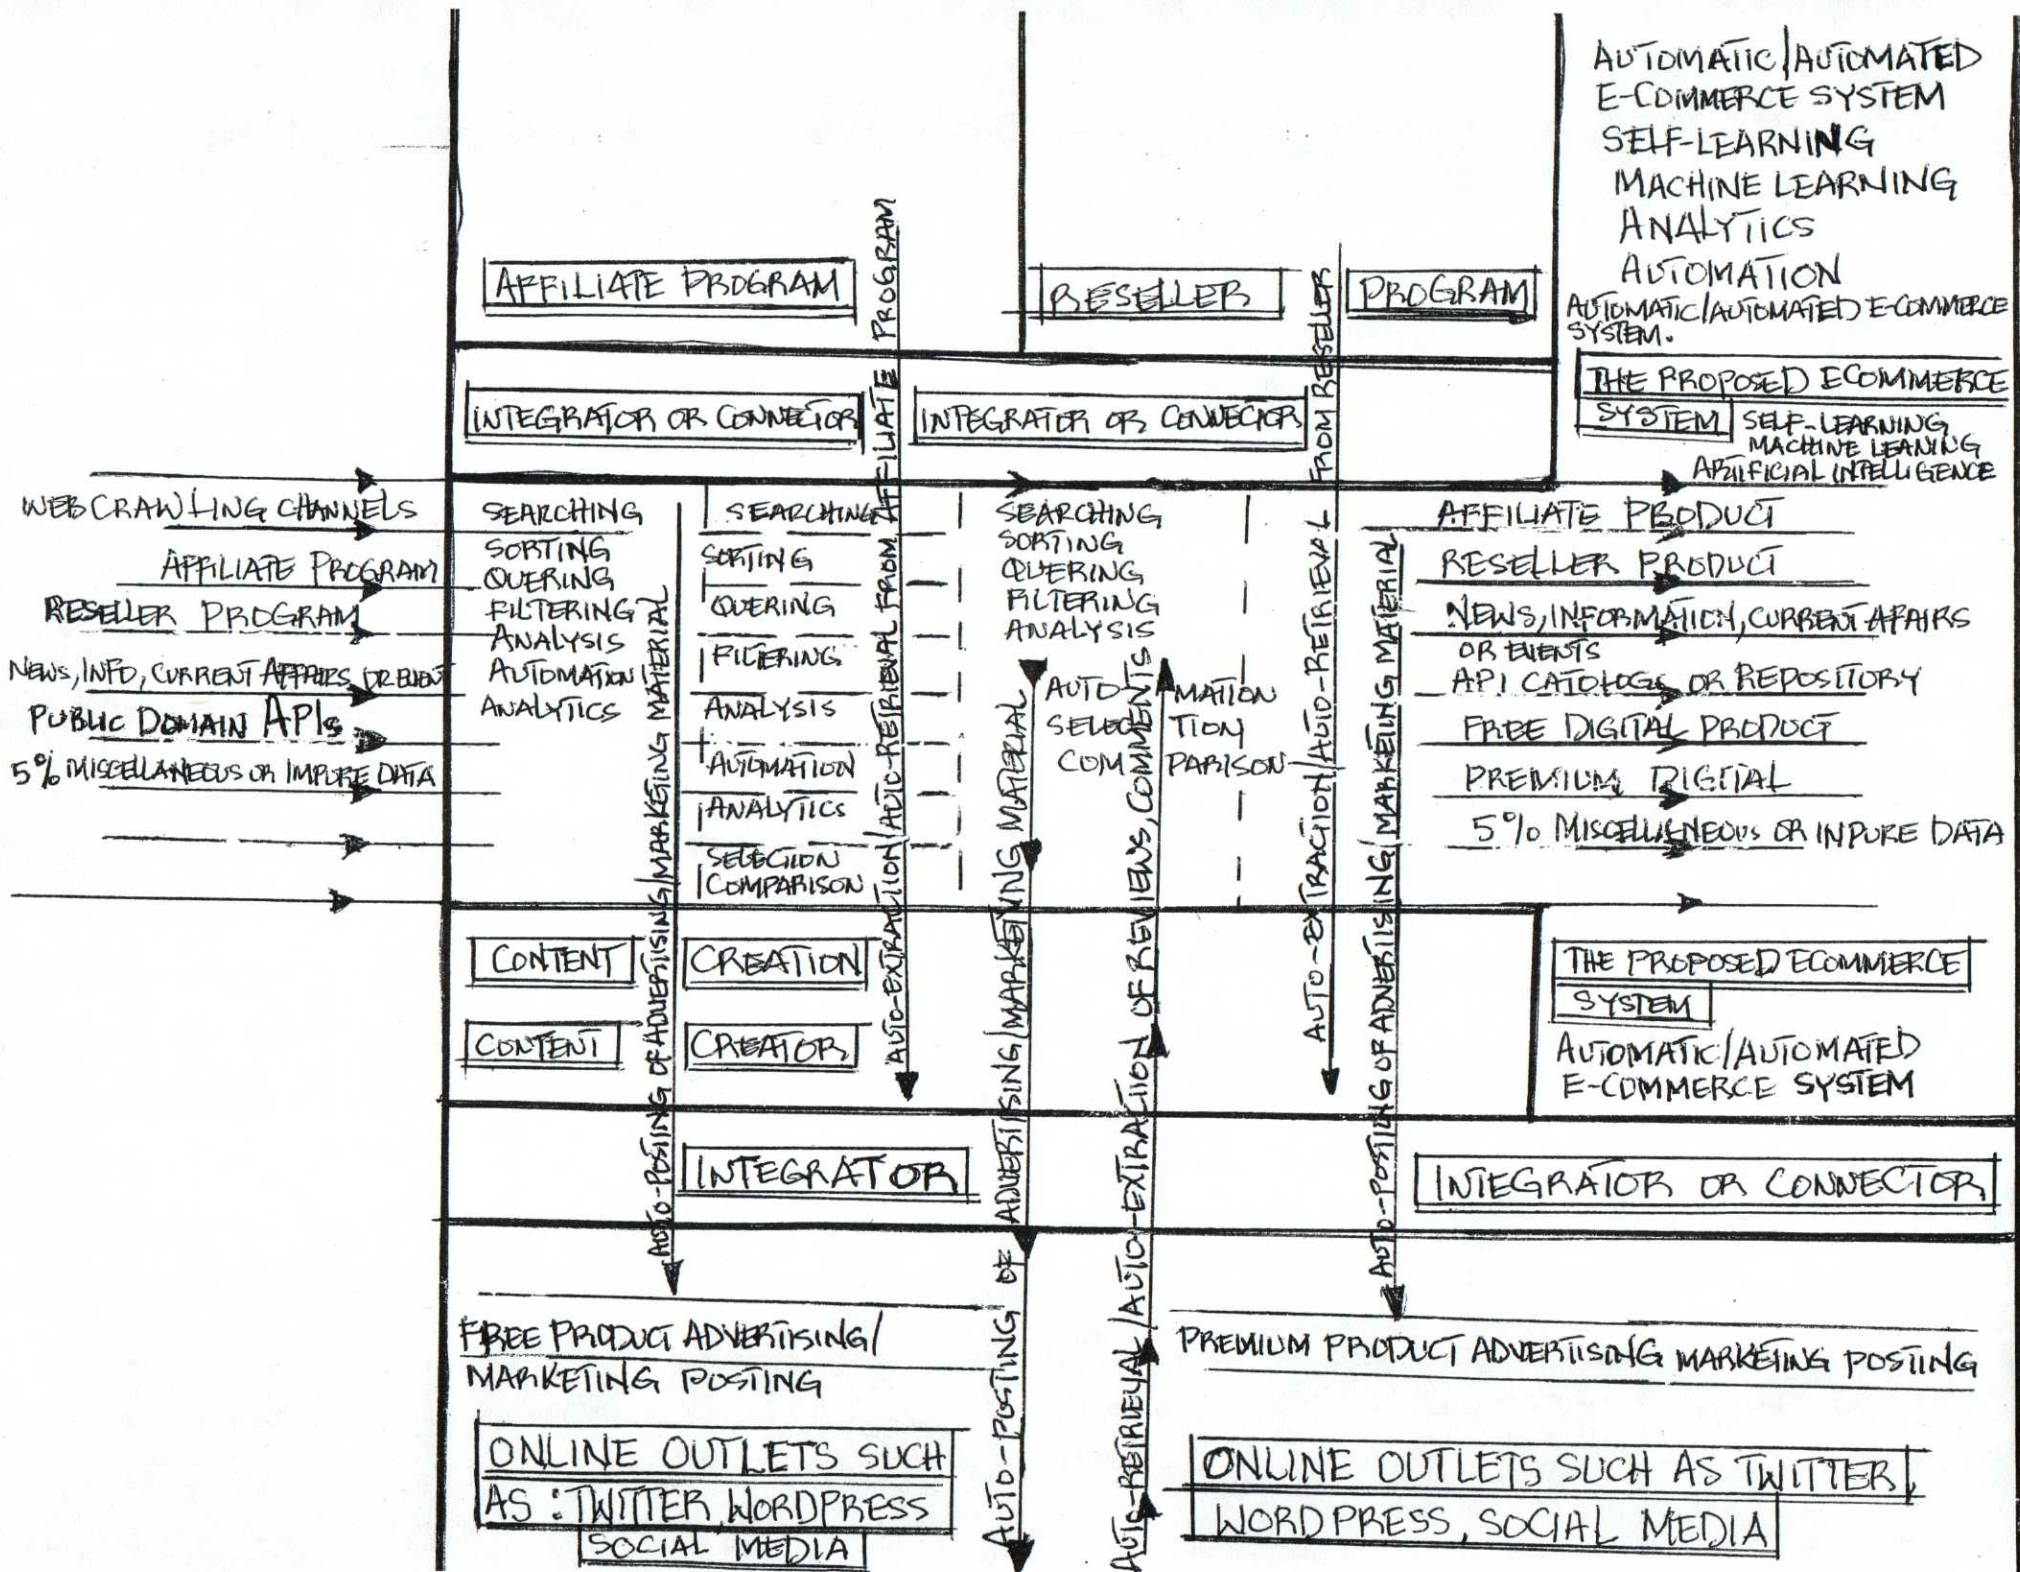 AUTOMATIC/AUTOMATED
E-COMMERCE SYSTEM
SELF-LEARNING
MACHINE LEARNING
ANALYTICS
AUTOMATION
AUTOMATIC/AUTOMATED E-COMMERCE
SYSTEM.
THE PROPOSED ECOMMERCE
SYSTEM
SELF-LEARNING
MACHINE LEANING
ARTIFICIAL INTELLIGENCE
AFFILIATE PROGRAM
RESELLER
PROGRAM
INTEGRATOR OR CONNECTOR
INTEGRATOR OR CONNECTOR
WEB CRAWLING CHANNELS
AFFILIATE PROGRAM
RESELLER PROGRAM
NEWS, INFO, CURRENT AFFAIRS, OR EVENT
PUBLIC DOMAIN APIs
5% MISCELLANEOUS OR IMPURE DATA
SEARCHING
SORTING
QUERING
FILTERING
ANALYSIS
AUTOMATION
ANALYTICS
AUTO-POSTING OF ADVERTISING/MARKETING MATHERIAL
SEARCHING
SORTING
QUERING
FILTERING
ANALYSIS
AUTOMATION
ANALYTICS
SELECTION
COMPARISON
AUTO-EXTRACTION/AUTO-RETRIEVAL FROM AFFILIATE PROGRAM
SEARCHING
SORTING
QUERING
FILTERING
ANALYSIS
AUTO-MATION
SELECTION
COMPARISON
AUTO-POSTING OF ADVERTISING/MARKETYNG MATERIAL
AUTO-RETRIEVAL/AUTO-EXTRACTION OF REVIEWS, COMMENTS
AUTO-EXTRACTION/AUTO-RETRIEVAL FROM RESELLER
AUTO-POSTING OF ADVERTISING/MARKETING MATERIAL
AFFILIATE PRODUCT
RESELLER PRODUCT
NEWS, INFORMATION, CURRENT AFAIRS
OR EVENTS
API CATOLOGS OR REPOSITORY
FREE DIGITAL PRODUCT
PREMIUM DIGITAL
5% MISCELLENEOUS OR INPURE DATA
CONTENT CREATION
CONTENT CREATOR
THE PROPOSED ECOMMERCE
SYSTEM
AUTOMATIC/AUTOMATED
E-COMMERCE SYSTEM
INTEGRATOR
INTEGRATOR OR CONNECTOR
FREE PRODUCT ADVERTISING/
MARKETING POSTING
PREMIUM PRODUCT ADVERTISING MARKETING POSTING
ONLINE OUTLETS SUCH
AS : TWITTER, WORDPRESS
SOCIAL MEDIA
ONLINE OUTLETS SUCH AS TWITTER,
WORDPRESS, SOCIAL MEDIA